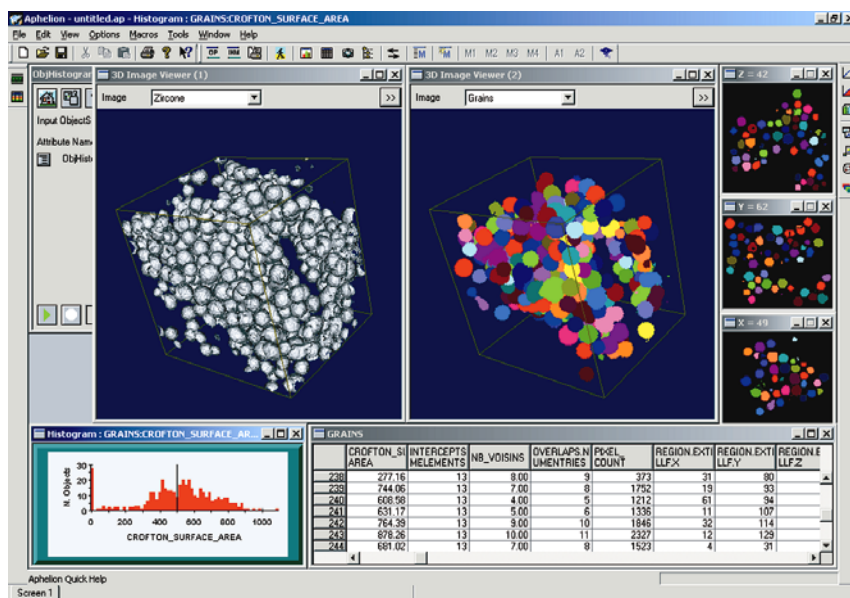 Aphelion - untitled.ap - Histogram : GRAINS:CROFTON_SURFACE_AREA
File Edit View Options Macros Tools Window Help
M M M1 M2 M3 M4 A1 A2
ObjHistogram
Input ObjectS
Attribute Name
ObjHisto
3D Image Viewer (1)
Image Zircone >>
3D Image Viewer (2)
Image Grains >>
Z = 42
Y = 62
X = 49
Histogram : GRAINS:CROFTON_SURFACE_AR...
N. Objects
30
20
10
0
0 200 400 600 800 1000
CROFTON_SURFACE_AREA
GRAINS
CROFTON_SU AREA INTERCEPTS MELEMENTS NB_VOISINS OVERLAPS.N UMENTRIES PIXEL_ COUNT REGION.EXTI LLF.X REGION.EXTI LLF.Y REGION.E LLF.Z
238 277.16 13 8.00 9 373 31 80
239 744.06 13 7.00 8 1752 19 93
240 608.58 13 4.00 5 1212 61 94
241 631.17 13 5.00 6 1336 11 107
242 764.39 13 9.00 10 1846 32 114
243 878.26 13 10.00 11 2327 12 129
244 681.02 13 7.00 8 1523 4 31
Aphelion Quick Help
Screen 1